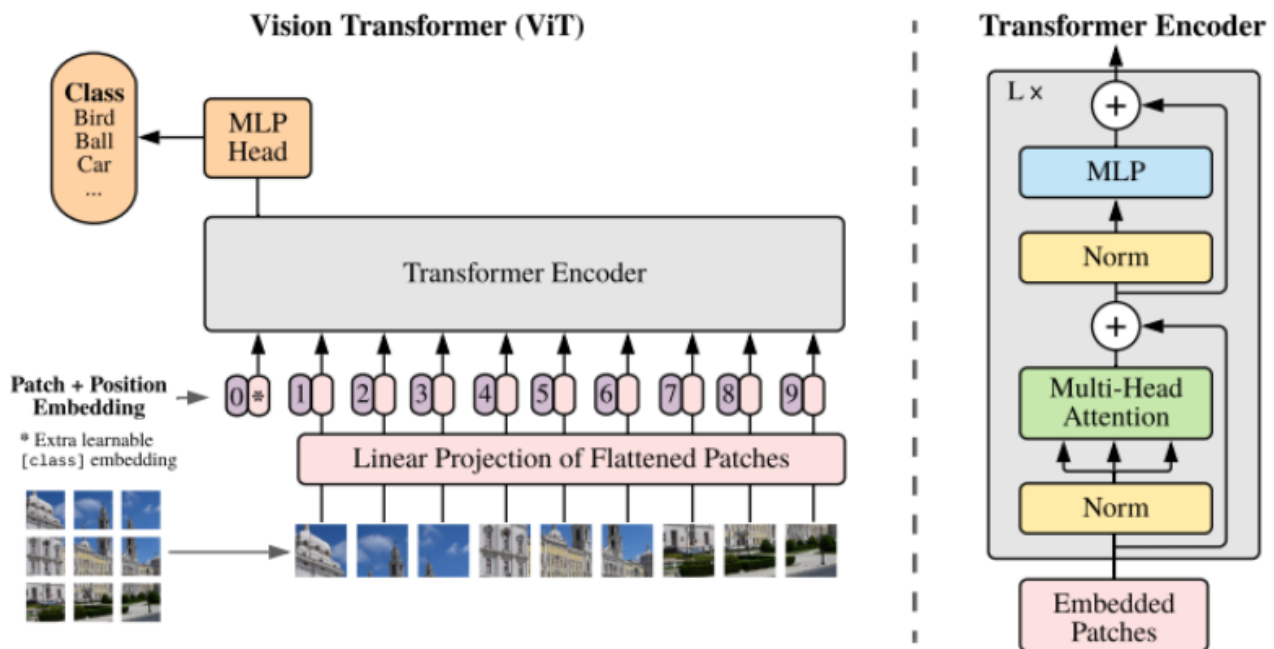 Vision Transformer (ViT)
Class
Bird
Ball
Car
...
MLP
Head
Transformer Encoder
Patch + Position
Embedding
0 * 1 2 3 4 5 6 7 8 9
* Extra learnable
[class] embedding
Linear Projection of Flattened Patches
Transformer Encoder
L ×
+
MLP
Norm
+
Multi-Head
Attention
Norm
Embedded
Patches